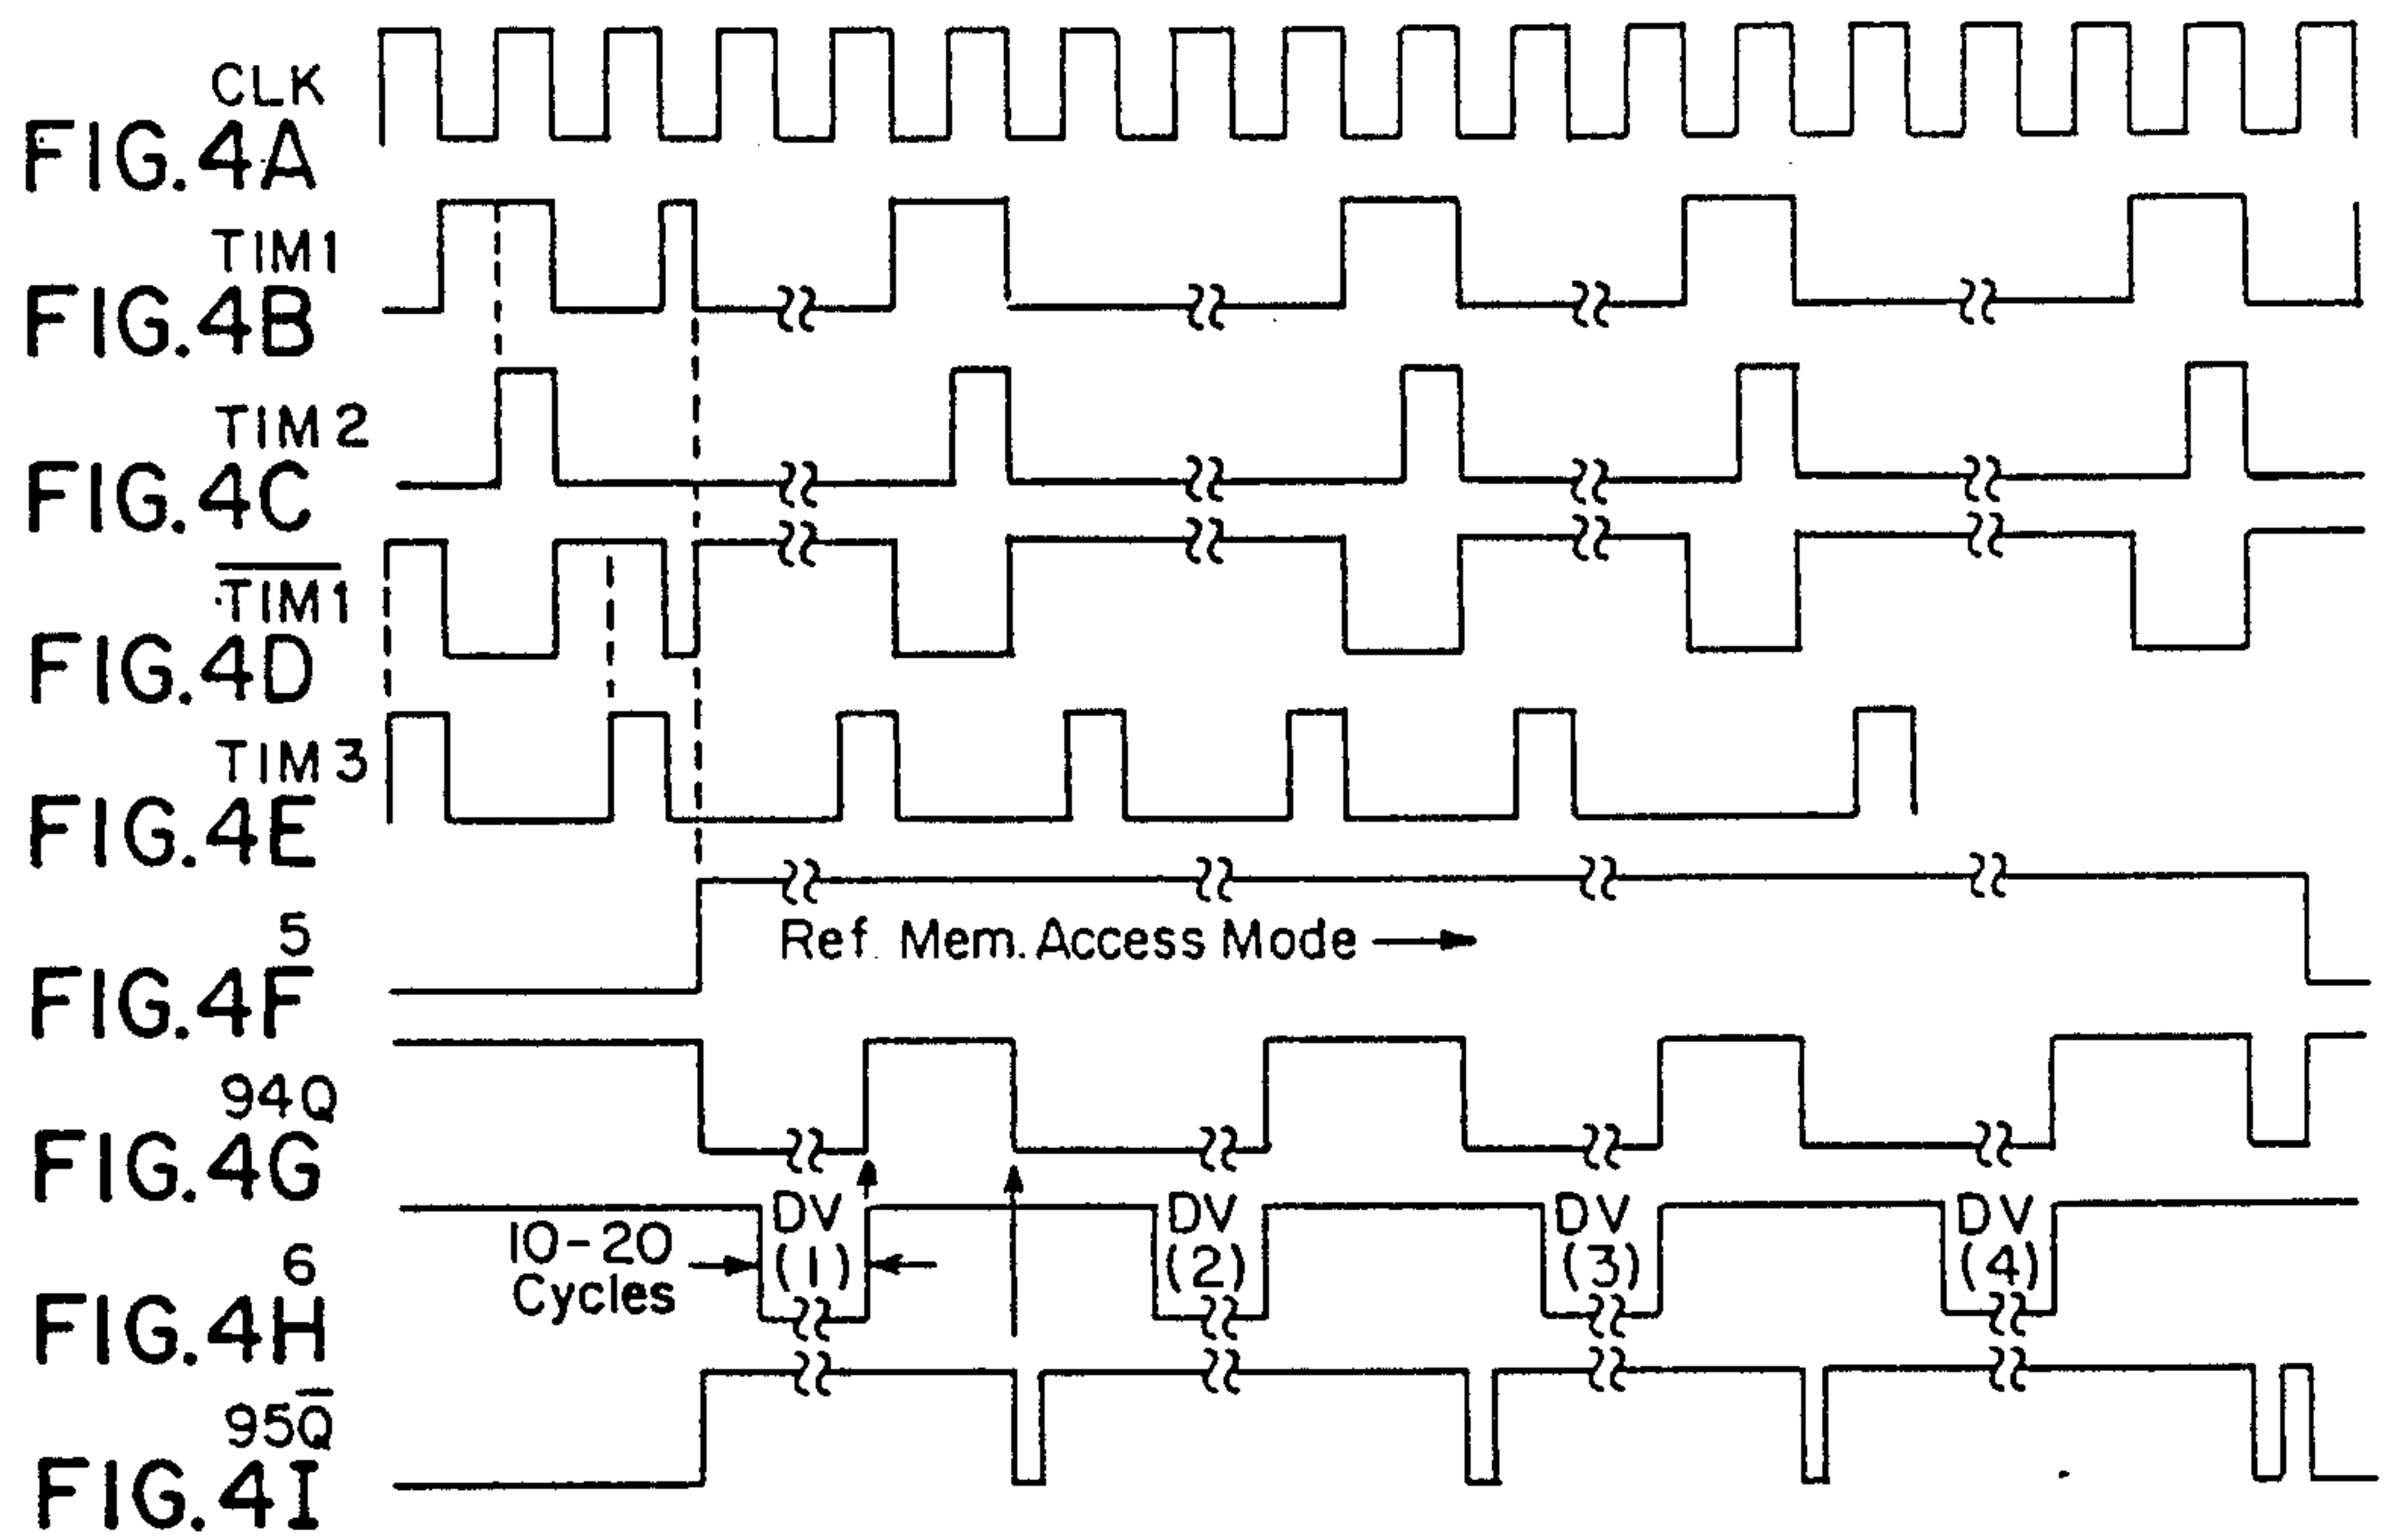 CLK
FIG.4A
TIM1
FIG.4B
TIM2
FIG.4C
TIM1
FIG.4D
TIM3
FIG.4E
Ref. Mem. Access Mode
5
FIG.4F
94Q
FIG.4G
DV (1)
DV (2)
DV (3)
DV (4)
10-20 Cycles
6
FIG.4H
95Q̅
FIG.4I